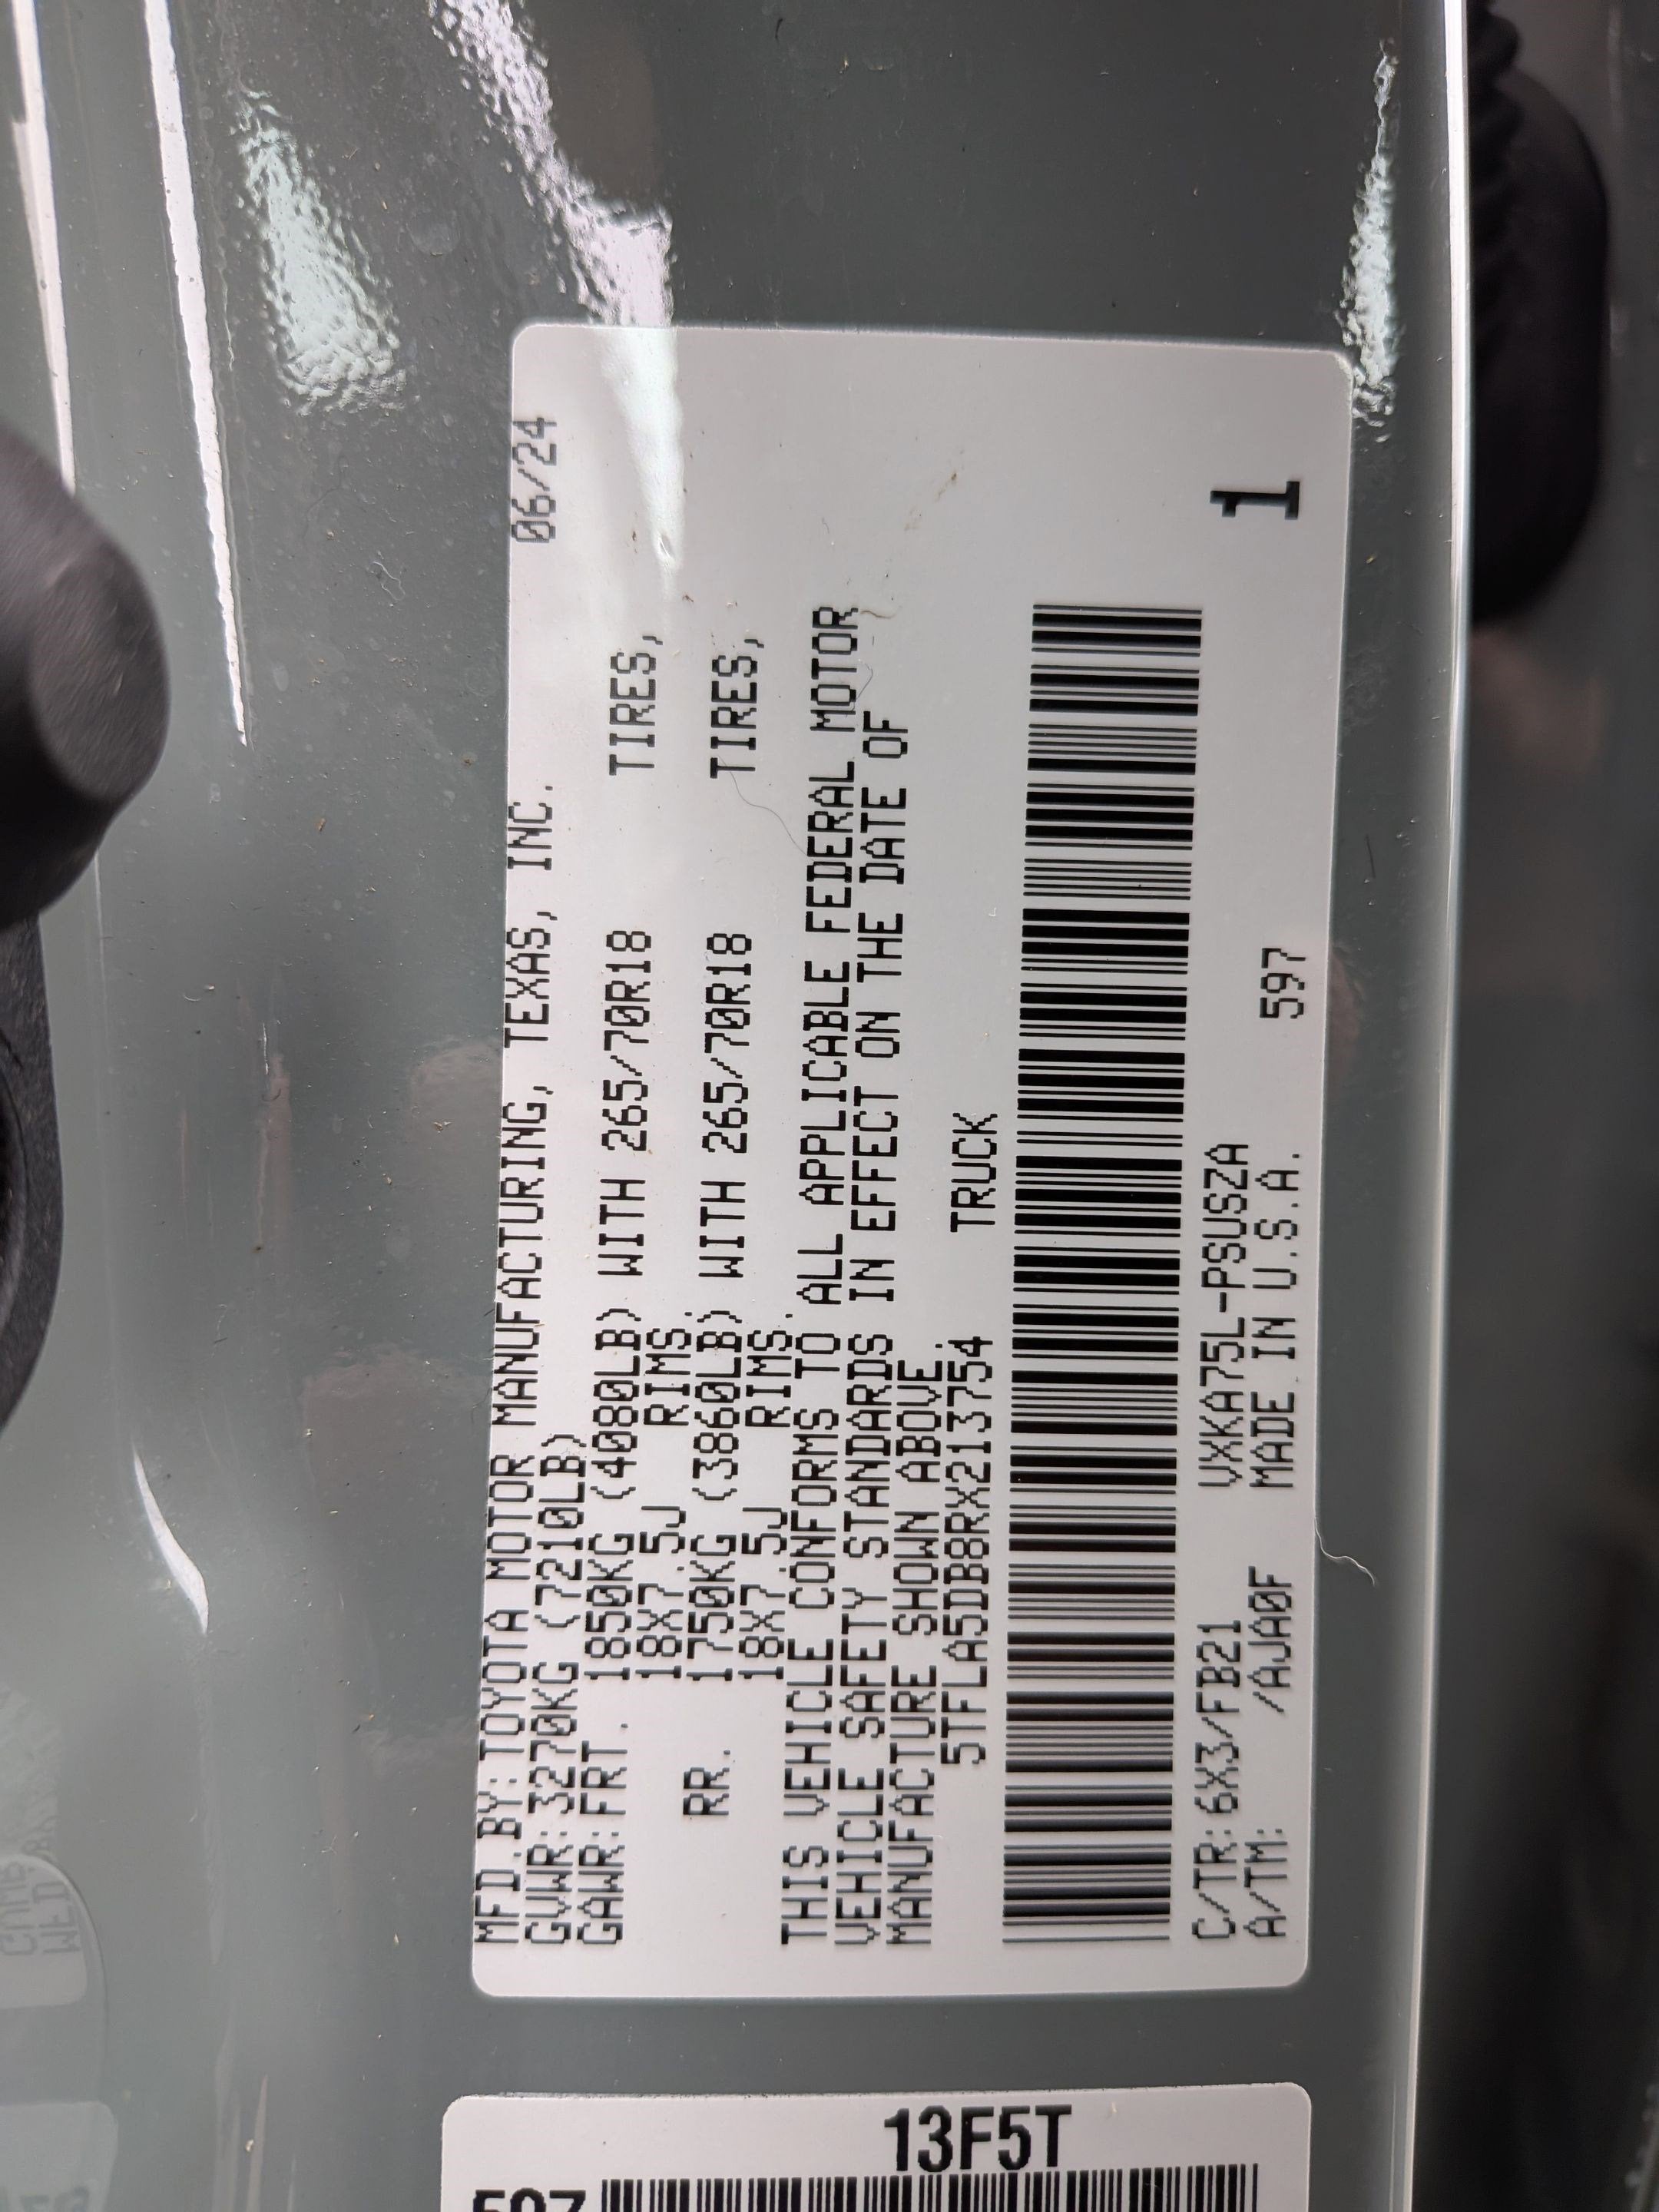 MFD.BY:TOYOTA MOTOR MANUFACTURING, TEXAS, INC. 06/24
GVWR:3270KG (7210LB)
GAWR:FRT. 1850KG (4080LB) WITH 265/70R18 TIRES,
18X7.5J RIMS
RR. 1750KG (3860LB) WITH 265/70R18 TIRES,
18X7.5J RIMS.
THIS VEHICLE CONFORMS TO ALL APPLICABLE FEDERAL MOTOR
VEHICLE SAFETY STANDARDS IN EFFECT ON THE DATE OF
MANUFACTURE SHOWN ABOVE.
5TFLA5DB8RX213754 TRUCK
C/TR:6X3/FB21 VXKA75L-PSUSZA
A/TM: /AJA0F MADE IN U.S.A. 597
1
597
13F5T